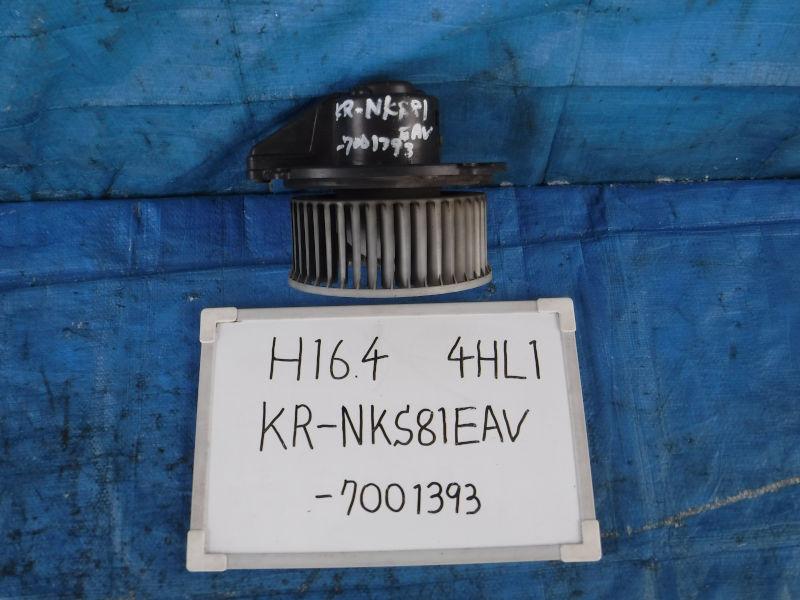 KR-NKS81
EAV
-7001393
H16.4 4HL1
KR-NKS81EAV
-7001393